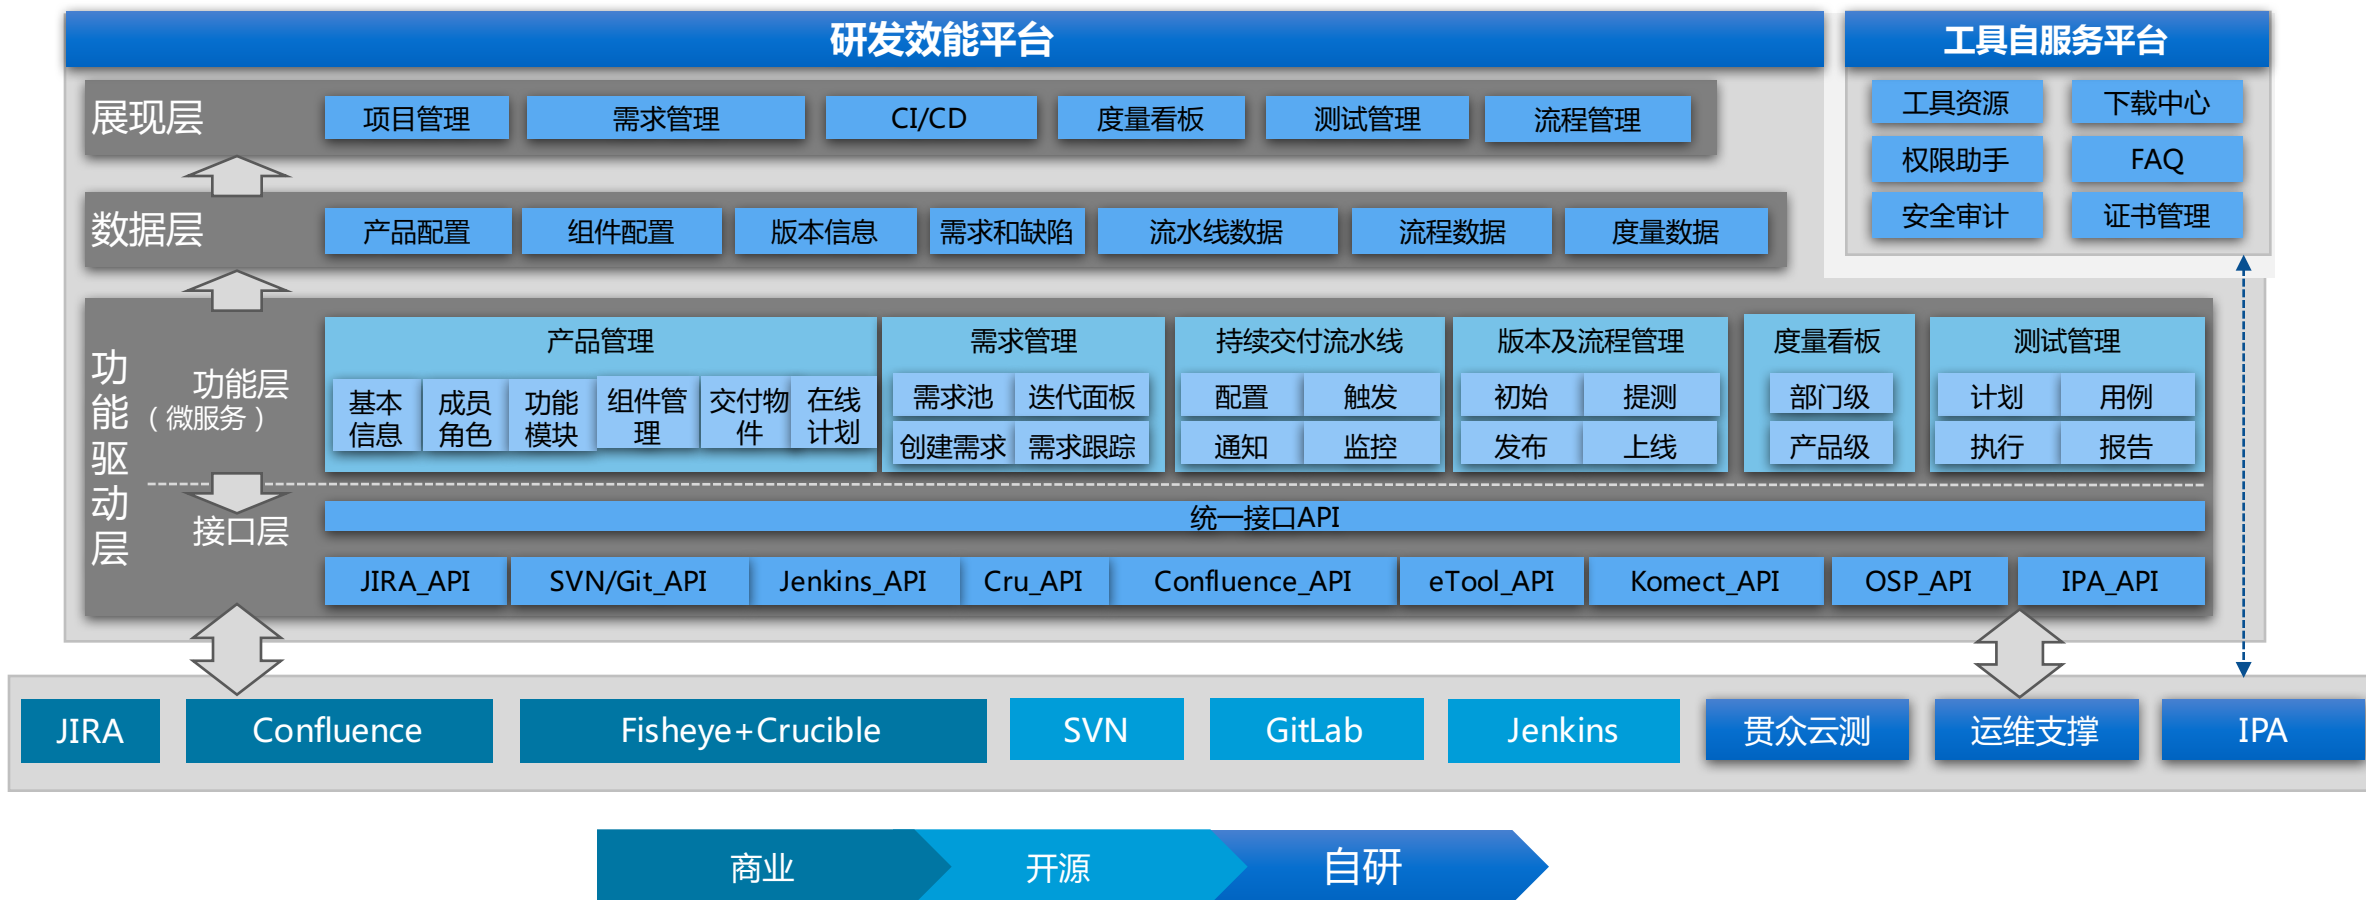 研发效能平台
工具自服务平台
展现层
项目管理
需求管理
CI/CD
度量看板
测试管理
流程管理
工具资源
下载中心
权限助手
FAQ
安全审计
证书管理
数据层
产品配置
组件配置
版本信息
需求和缺陷
流水线数据
流程数据
度量数据
功能驱动层
功能层
（微服务）
产品管理
基本
信息
成员
角色
功能
模块
组件管
理
交付物
件
在线
计划
需求管理
需求池
迭代面板
创建需求
需求跟踪
持续交付流水线
配置
触发
通知
监控
版本及流程管理
初始
提测
发布
上线
度量看板
部门级
产品级
测试管理
计划
用例
执行
报告
接口层
统一接口API
JIRA_API
SVN/Git_API
Jenkins_API
Cru_API
Confluence_API
eTool_API
Komect_API
OSP_API
IPA_API
JIRA
Confluence
Fisheye+Crucible
SVN
GitLab
Jenkins
贯众云测
运维支撑
IPA
商业
开源
自研